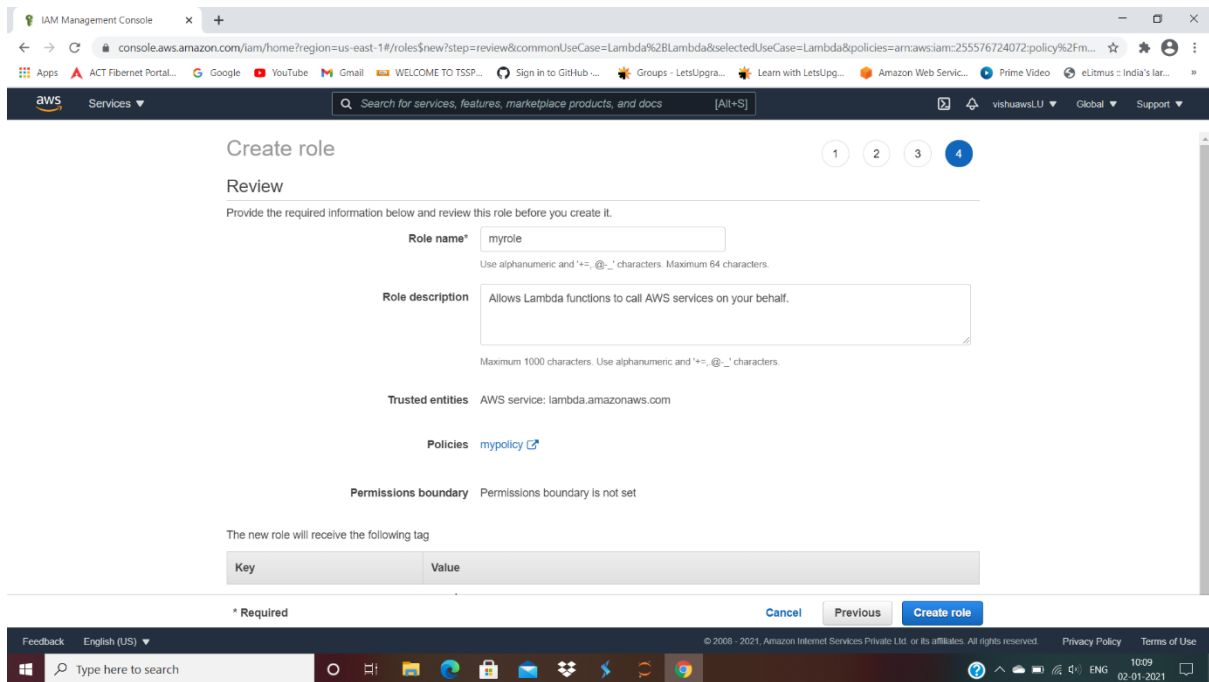 IAM Management Console
console.aws.amazon.com/iam/home?region=us-east-1#/roles$new?step=review&commonUseCase=Lambda%2BLambda&selectedUseCase=Lambda&policies=arn:aws:iam::255576724072:policy%2Fm...
Apps ACT Fibernet Portal... Google YouTube Gmail WELCOME TO TSSP... Sign in to GitHub ·... Groups - LetsUpgra... Learn with LetsUpg... Amazon Web Servic... Prime Video eLitmus :: India's lar... »
aws Services Search for services, features, marketplace products, and docs [Alt+S] vishuawsLU Global Support
Create role 1 2 3 4
Review
Provide the required information below and review this role before you create it.
Role name* myrole
Use alphanumeric and '+=,.@-_' characters. Maximum 64 characters.
Role description Allows Lambda functions to call AWS services on your behalf.
Maximum 1000 characters. Use alphanumeric and '+=,.@-_' characters.
Trusted entities AWS service: lambda.amazonaws.com
Policies mypolicy
Permissions boundary Permissions boundary is not set
The new role will receive the following tag
Key Value
* Required Cancel Previous Create role
Feedback English (US) © 2008 - 2021, Amazon Internet Services Private Ltd. or its affiliates. All rights reserved. Privacy Policy Terms of Use
Type here to search ENG 10:09
02-01-2021